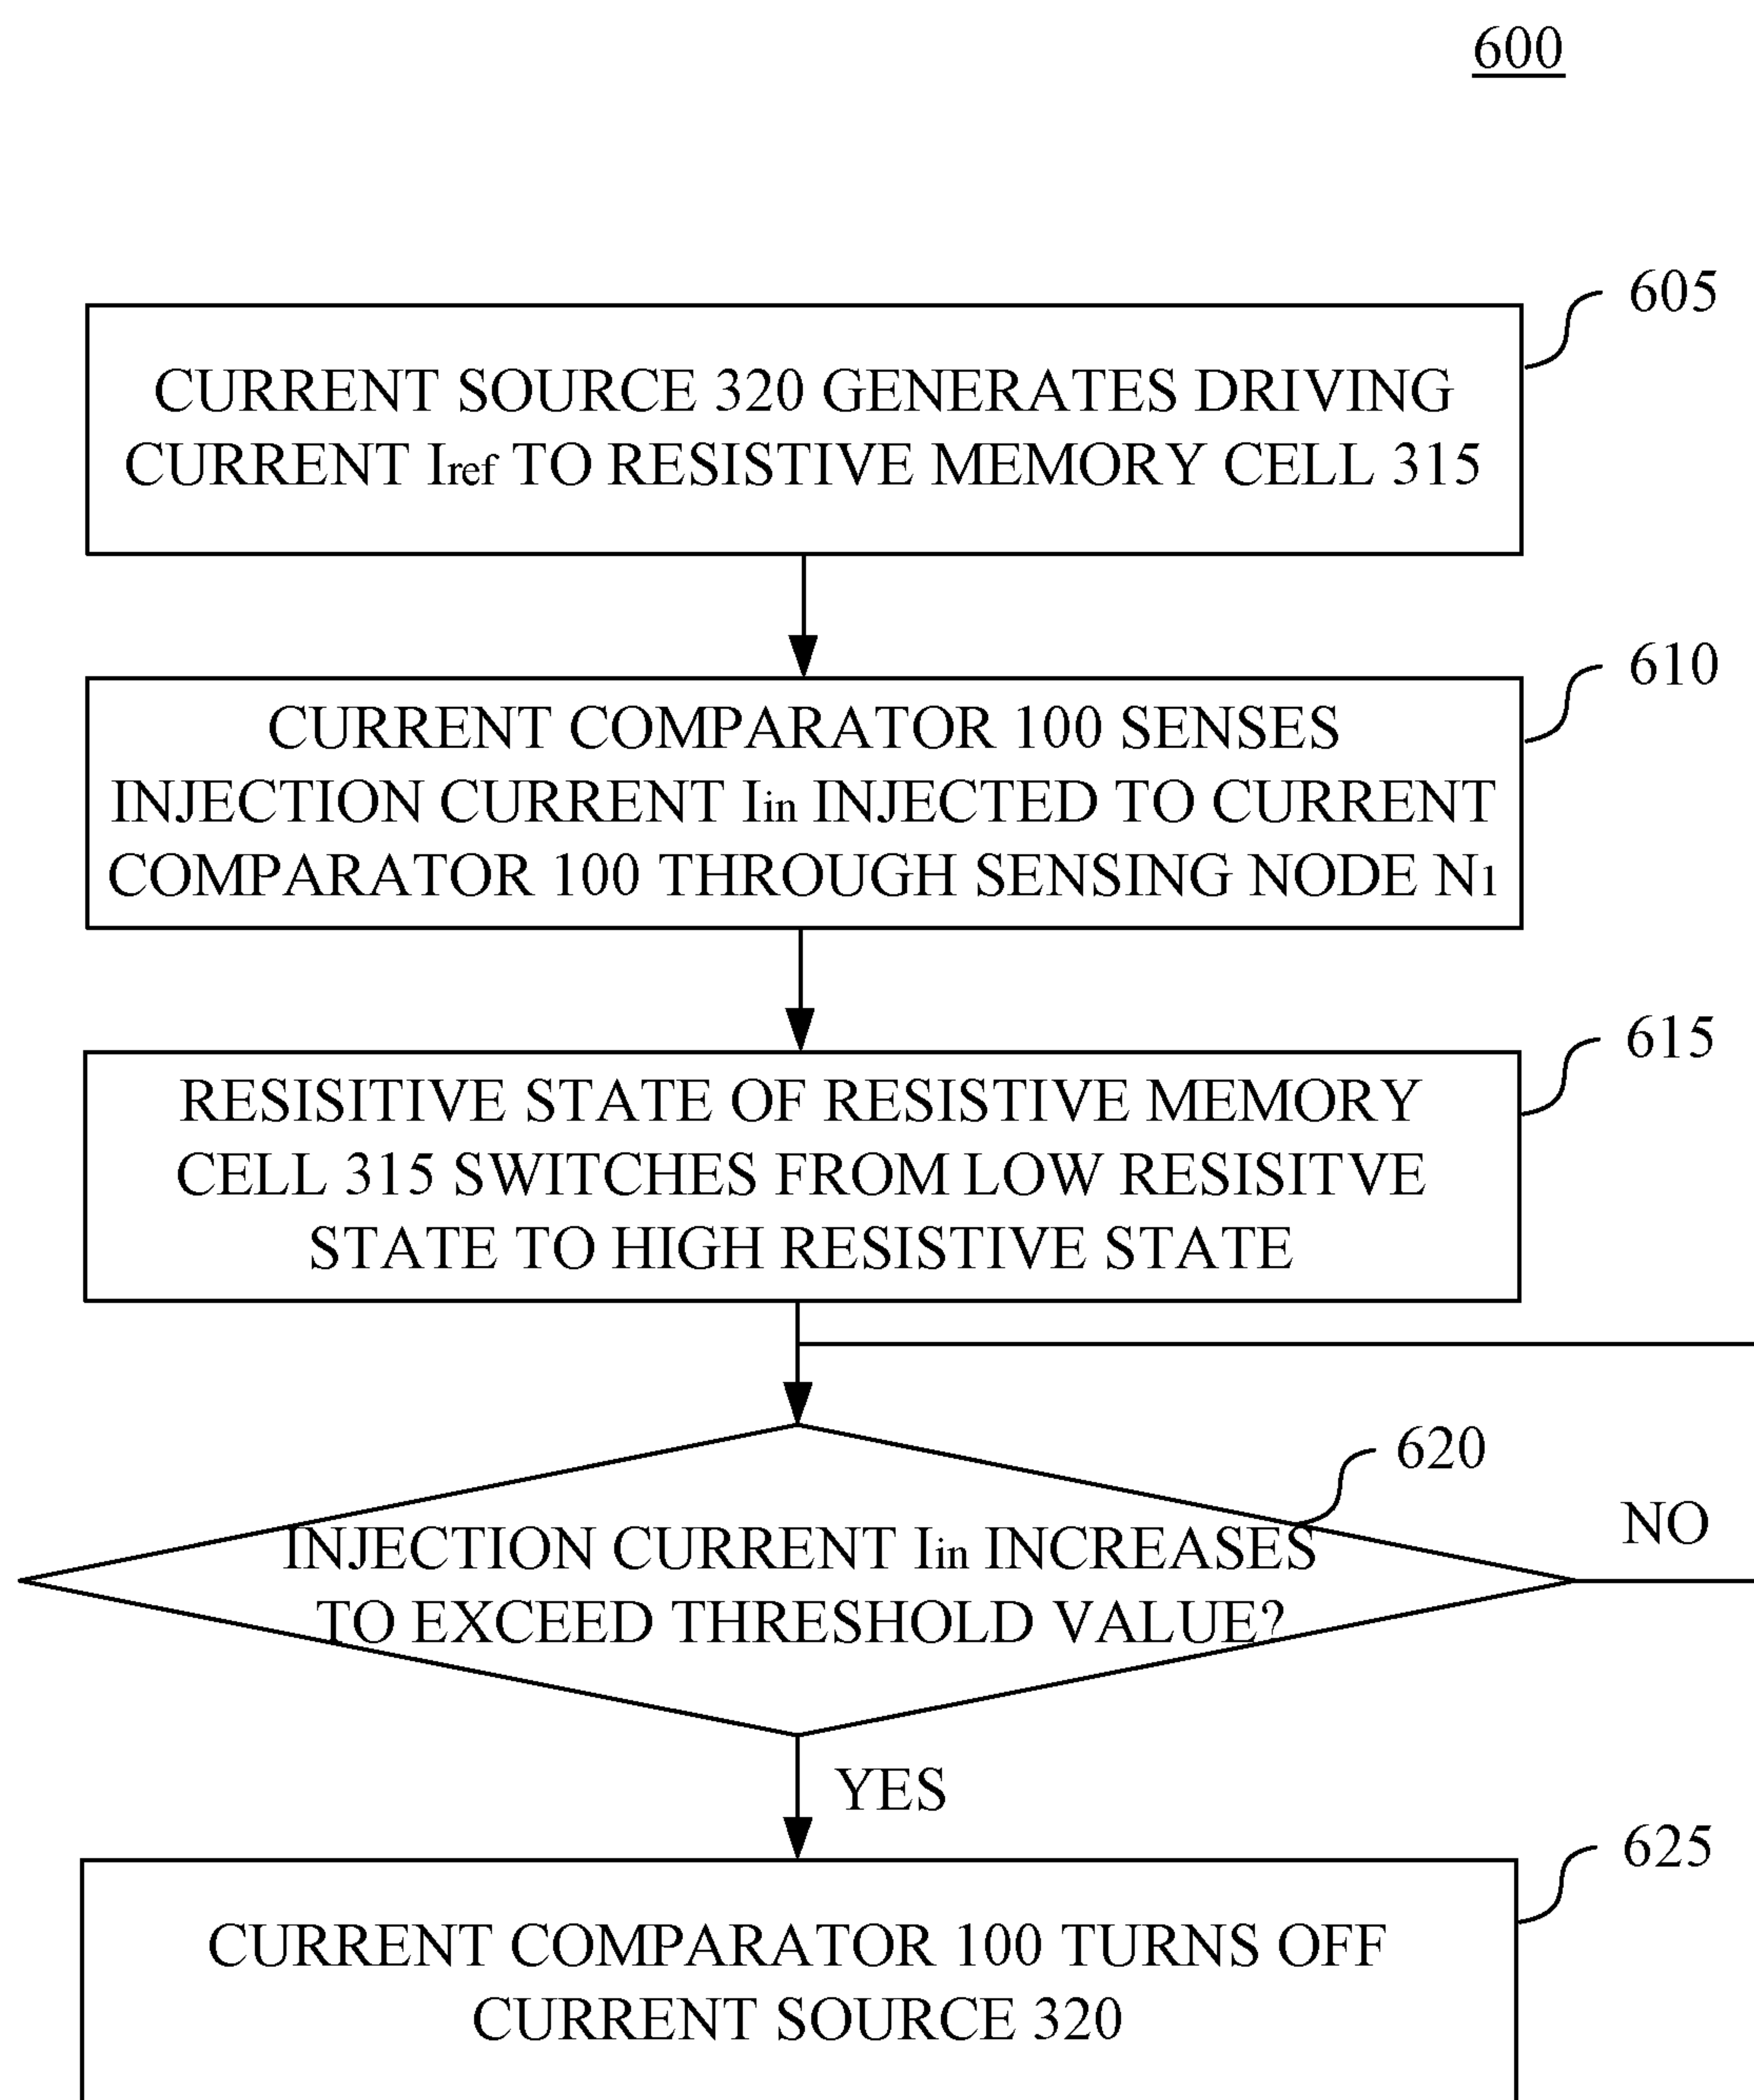 600
605
CURRENT SOURCE 320 GENERATES DRIVING
CURRENT Iref TO RESISTIVE MEMORY CELL 315
610
CURRENT COMPARATOR 100 SENSES
INJECTION CURRENT Iin INJECTED TO CURRENT
COMPARATOR 100 THROUGH SENSING NODE N1
615
RESISITIVE STATE OF RESISTIVE MEMORY
CELL 315 SWITCHES FROM LOW RESISITVE
STATE TO HIGH RESISTIVE STATE
620
NO
INJECTION CURRENT Iin INCREASES
TO EXCEED THRESHOLD VALUE?
YES
625
CURRENT COMPARATOR 100 TURNS OFF
CURRENT SOURCE 320